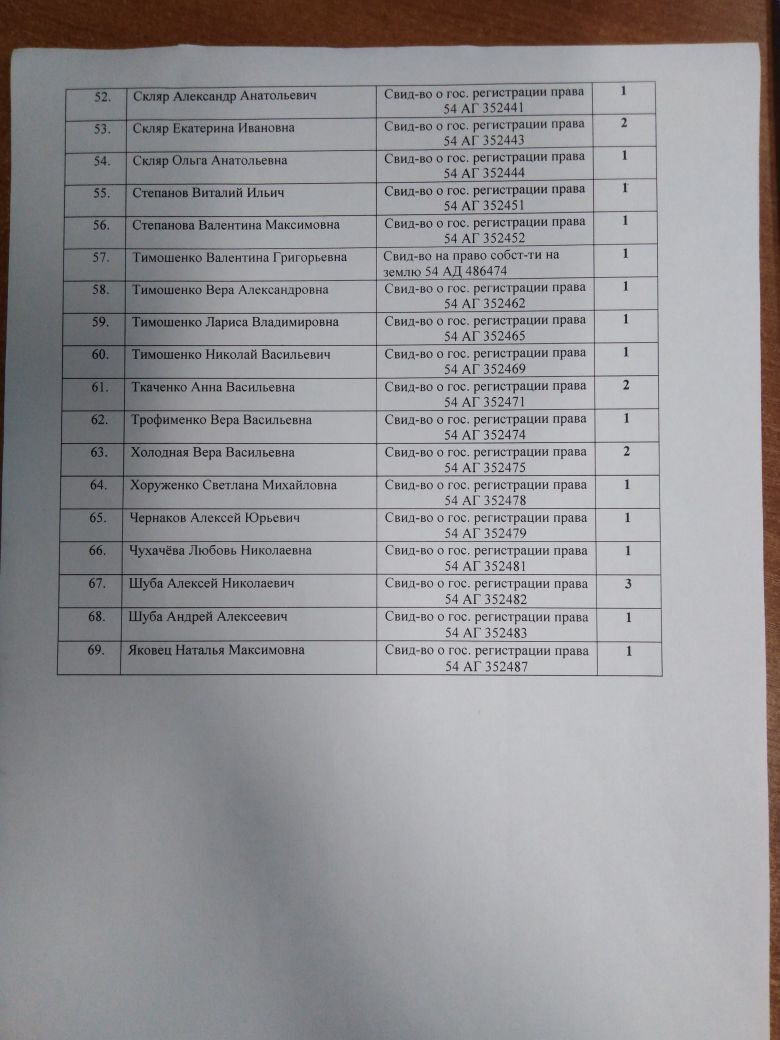 52. Скляр Александр Анатольевич Свид-во о гос. регистрации права 1
54 АГ 352441
53. Скляр Екатерина Ивановна Свид-во о гос. регистрации права 2
54 АГ 352443
54. Скляр Ольга Анатольевна Свид-во о гос. регистрации права 1
54 АГ 352444
55. Степанов Виталий Ильич Свид-во о гос. регистрации права 1
54 АГ 352451
56. Степанова Валентина Максимовна Свид-во о гос. регистрации права 1
54 АГ 352452
57. Тимошенко Валентина Григорьевна Свид-во на право собст-ти на 1
землю 54 АД 486474
58. Тимошенко Вера Александровна Свид-во о гос. регистрации права 1
54 АГ 352462
59. Тимошенко Лариса Владимировна Свид-во о гос. регистрации права 1
54 АГ 352465
60. Тимошенко Николай Васильевич Свид-во о гос. регистрации права 1
54 АГ 352469
61. Ткаченко Анна Васильевна Свид-во о гос. регистрации права 2
54 АГ 352471
62. Трофименко Вера Васильевна Свид-во о гос. регистрации права 1
54 АГ 352474
63. Холодная Вера Васильевна Свид-во о гос. регистрации права 2
54 АГ 352475
64. Хоруженко Светлана Михайловна Свид-во о гос. регистрации права 1
54 АГ 352478
65. Чернаков Алексей Юрьевич Свид-во о гос. регистрации права 1
54 АГ 352479
66. Чухачёва Любовь Николаевна Свид-во о гос. регистрации права 1
54 АГ 352481
67. Шуба Алексей Николаевич Свид-во о гос. регистрации права 3
54 АГ 352482
68. Шуба Андрей Алексеевич Свид-во о гос. регистрации права 1
54 АГ 352483
69. Яковец Наталья Максимовна Свид-во о гос. регистрации права 1
54 АГ 352487